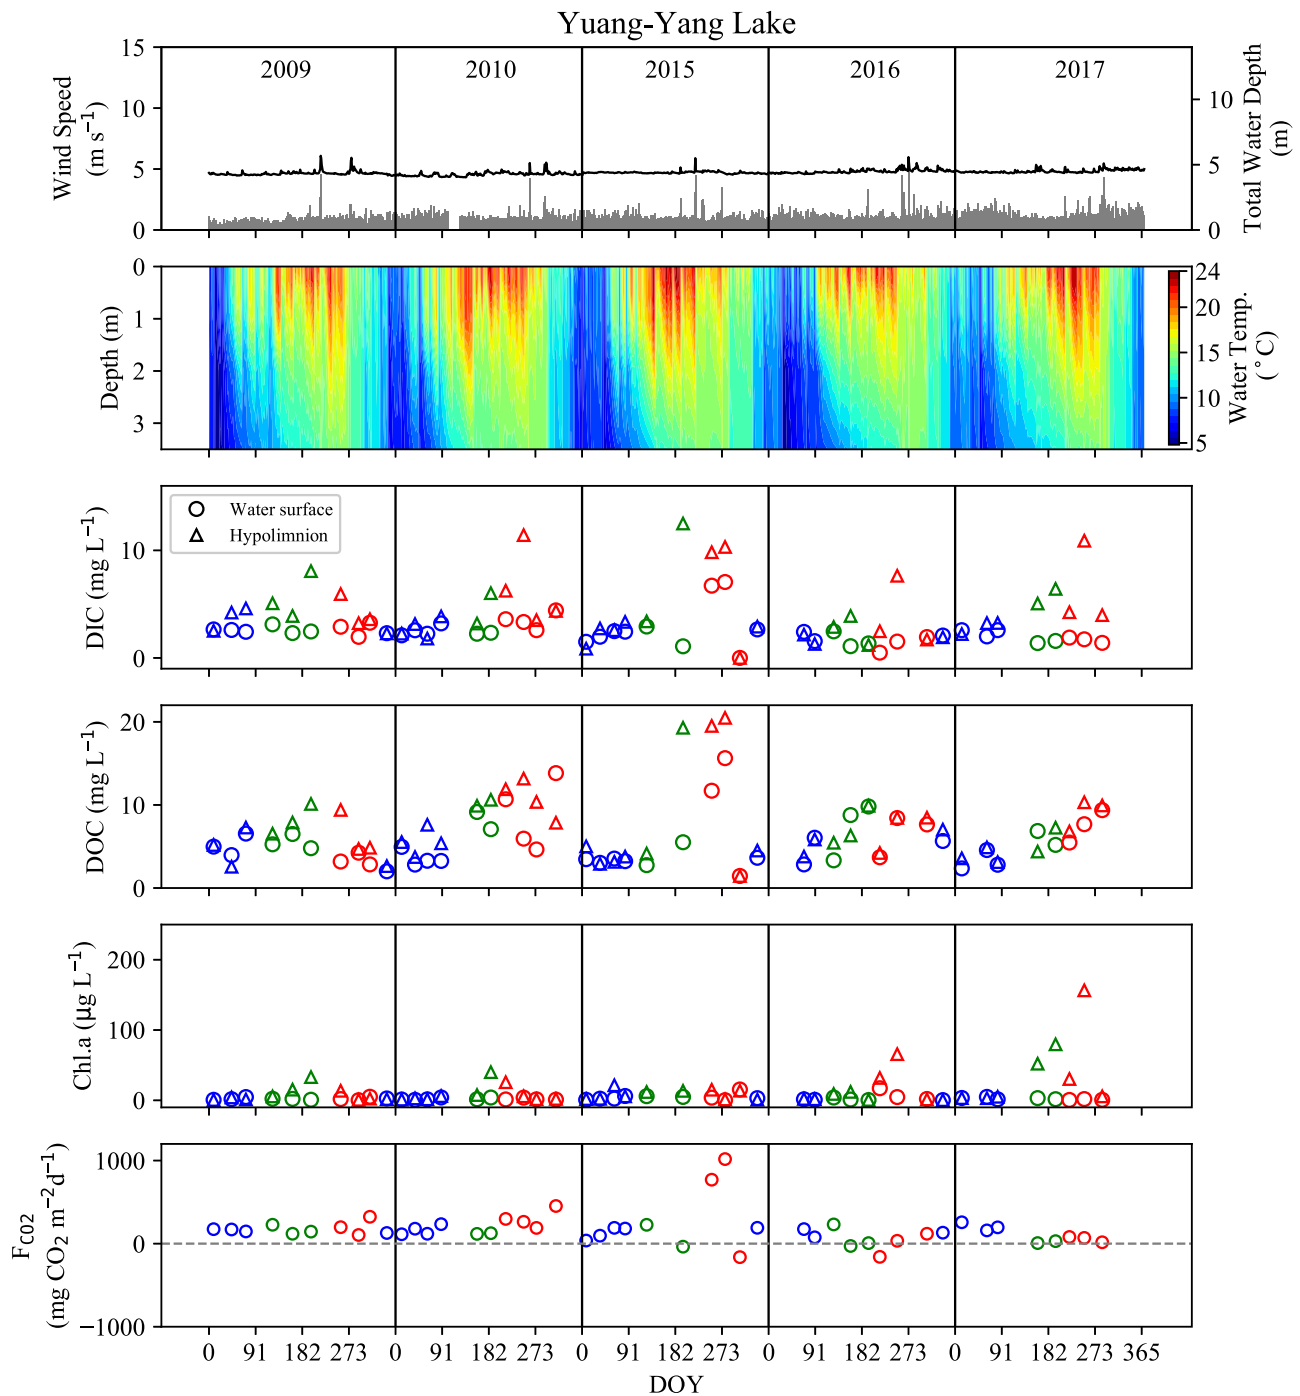 Yuang-Yang Lake
Wind Speed
(m s⁻¹)
15
10
5
0
2009
2010
2015
2016
2017
10
5
0
Total Water Depth
(m)
Depth (m)
0
1
2
3
24
20
15
10
5
Water Temp.
(°C)
DIC (mg L⁻¹)
10
0
Water surface
Hypolimnion
DOC (mg L⁻¹)
20
10
0
Chl.a (μg L⁻¹)
200
100
0
F_CO2
(mg CO₂ m⁻²d⁻¹)
1000
0
−1000
0 91 182 273 0 91 182 273 0 91 182 273 0 91 182 273 0 91 182 273 365
DOY